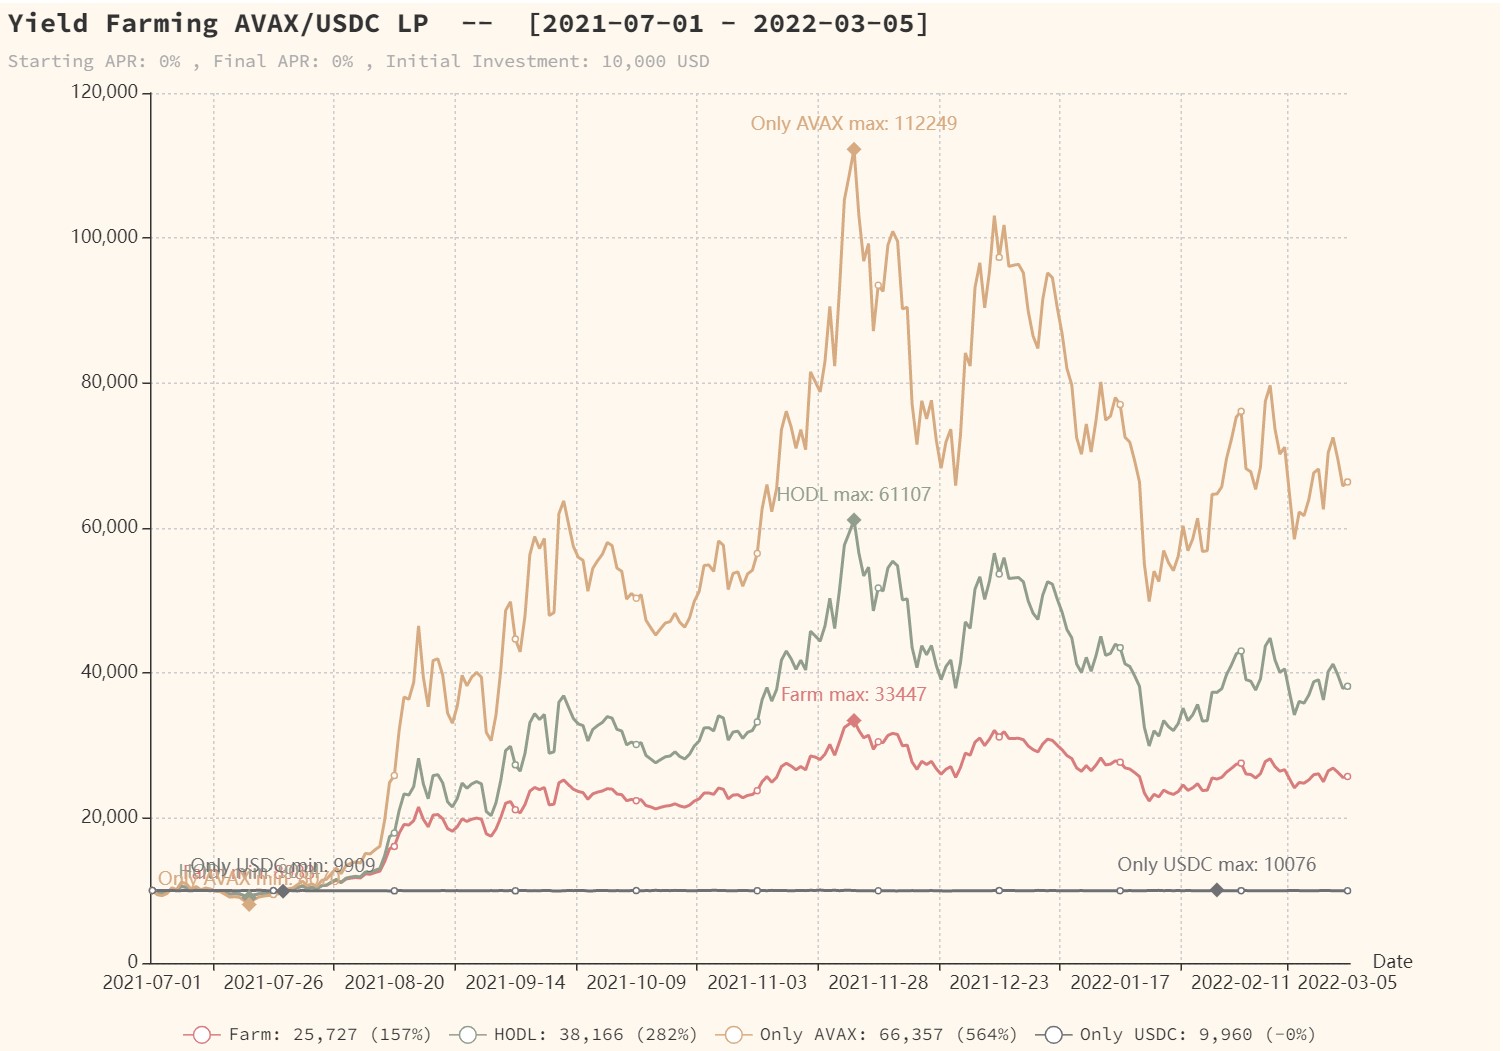 Yield Farming AVAX/USDC LP -- [2021-07-01 - 2022-03-05]
Starting APR: 0% , Final APR: 0% , Initial Investment: 10,000 USD
120,000
Only AVAX max: 112249
100,000
80,000
HODL max: 61107
60,000
Farm max: 33447
40,000
20,000
Only USDC min: 9909
Only USDC max: 10076
Only AVAX min:
0
Date
2021-07-01 2021-07-26 2021-08-20 2021-09-14 2021-10-09 2021-11-03 2021-11-28 2021-12-23 2022-01-17 2022-02-11 2022-03-05
Farm: 25,727 (157%) HODL: 38,166 (282%) Only AVAX: 66,357 (564%) Only USDC: 9,960 (-0%)